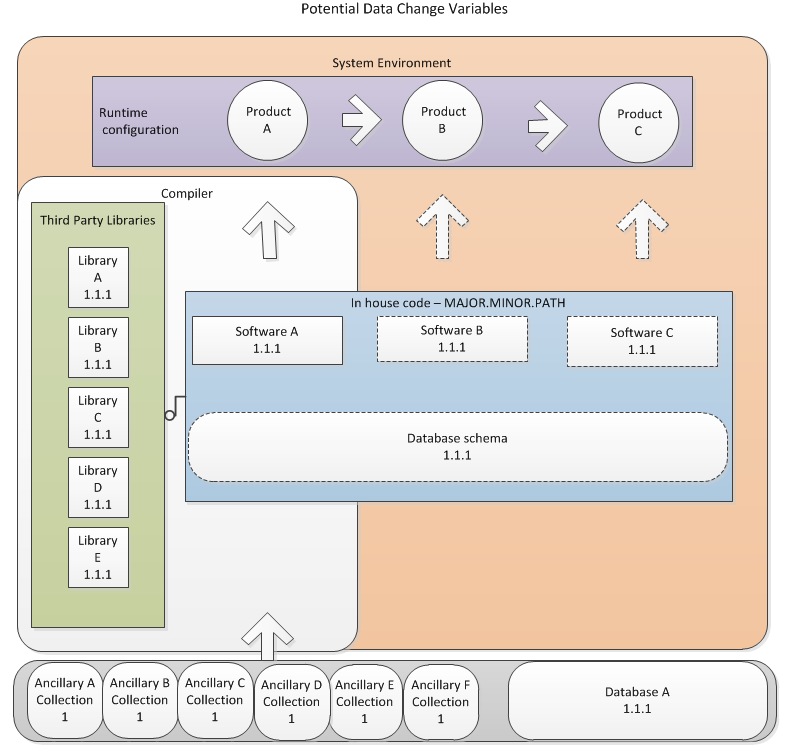 Potential Data Change Variables
System Environment
Runtime
configuration
Product
A
Product
B
Product
C
Compiler
Third Party Libraries
Library
A
1.1.1
Library
B
1.1.1
Library
C
1.1.1
Library
D
1.1.1
Library
E
1.1.1
In house code – MAJOR.MINOR.PATH
Software A
1.1.1
Software B
1.1.1
Software C
1.1.1
Database schema
1.1.1
Ancillary A
Collection
1
Ancillary B
Collection
1
Ancillary C
Collection
1
Ancillary D
Collection
1
Ancillary E
Collection
1
Ancillary F
Collection
1
Database A
1.1.1